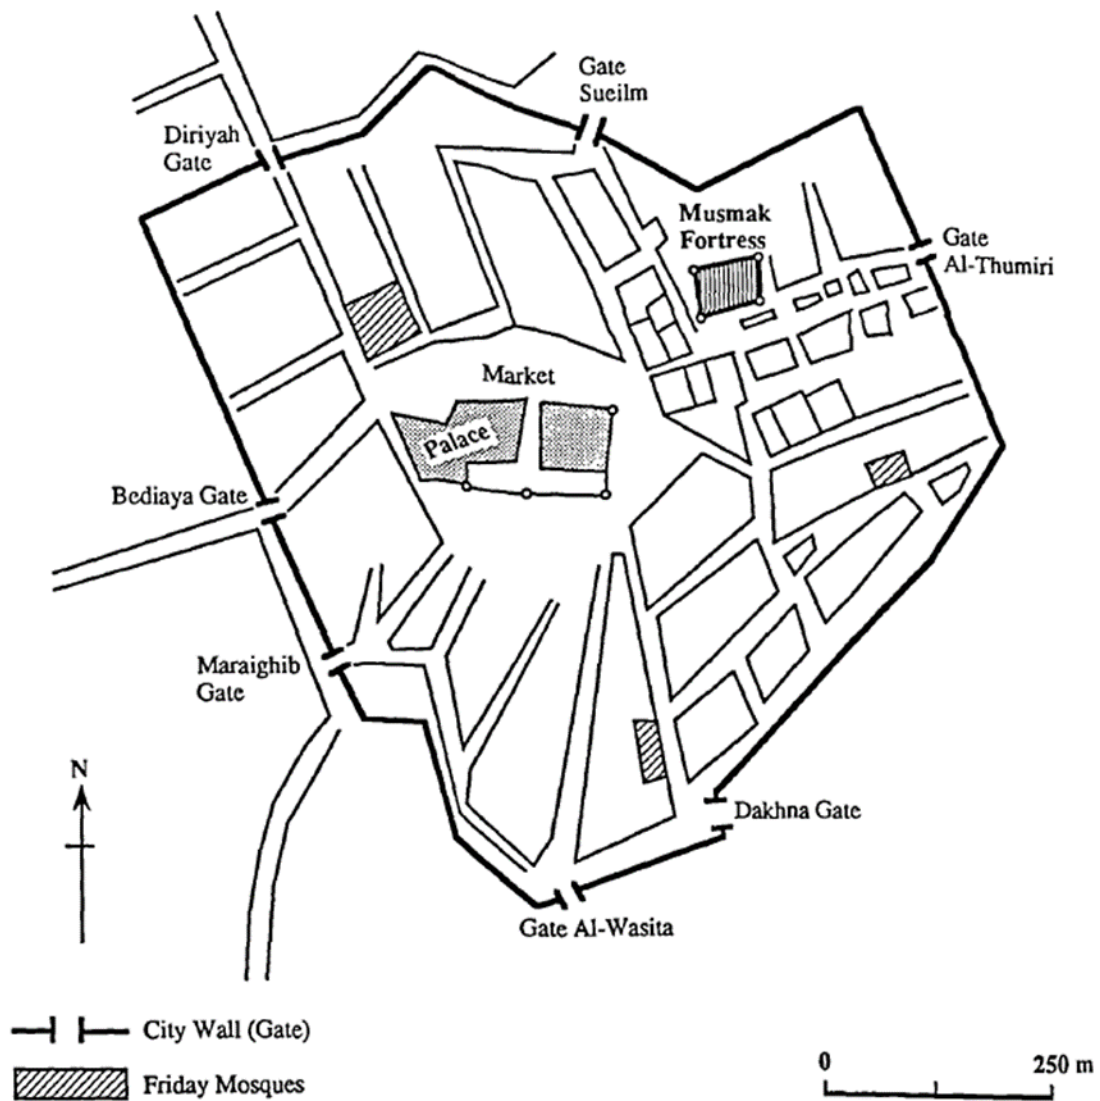 Gate
Sueilm
Diriyah
Gate
Musmak
Fortress
Gate
Al-Thumiri
Market
Palace
Bediaya Gate
Maraighib
Gate
N
Dakhna Gate
Gate Al-Wasita
City Wall (Gate)
Friday Mosques
0 250 m